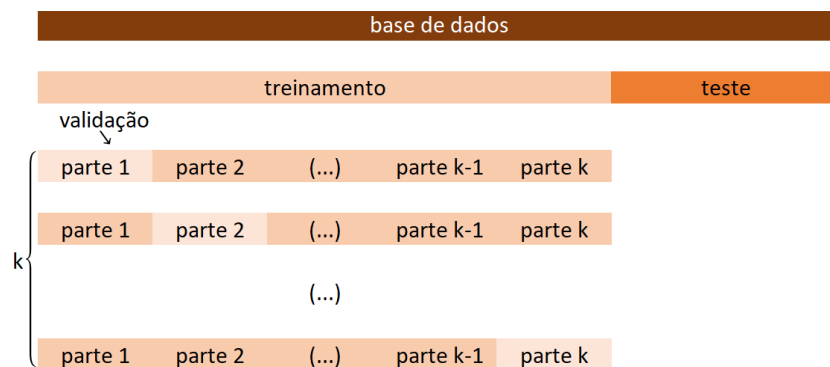 base de dados
treinamento teste
validação
parte 1 parte 2 (...) parte k-1 parte k
parte 1 parte 2 (...) parte k-1 parte k
k
(...)
parte 1 parte 2 (...) parte k-1 parte k